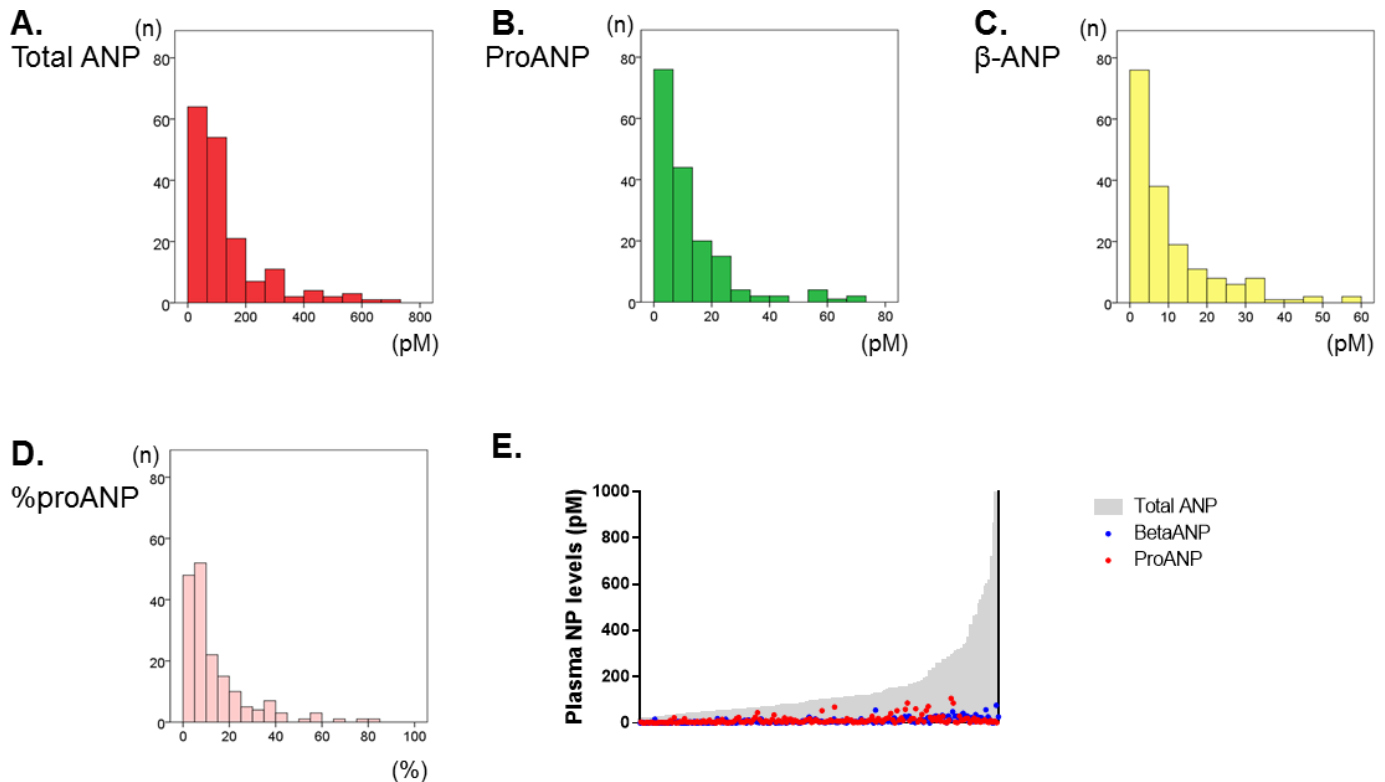 A.
Total ANP
(n)
80
60
40
20
0
0 200 400 600 800
(pM)
B.
ProANP
(n)
80
60
40
20
0
0 20 40 60 80
(pM)
C.
β-ANP
(n)
80
60
40
20
0
0 10 20 30 40 50 60
(pM)
D.
%proANP
(n)
80
60
40
20
0
0 20 40 60 80 100
(%)
E.
Plasma NP levels (pM)
1000
800
600
400
200
0
Total ANP
BetaANP
ProANP